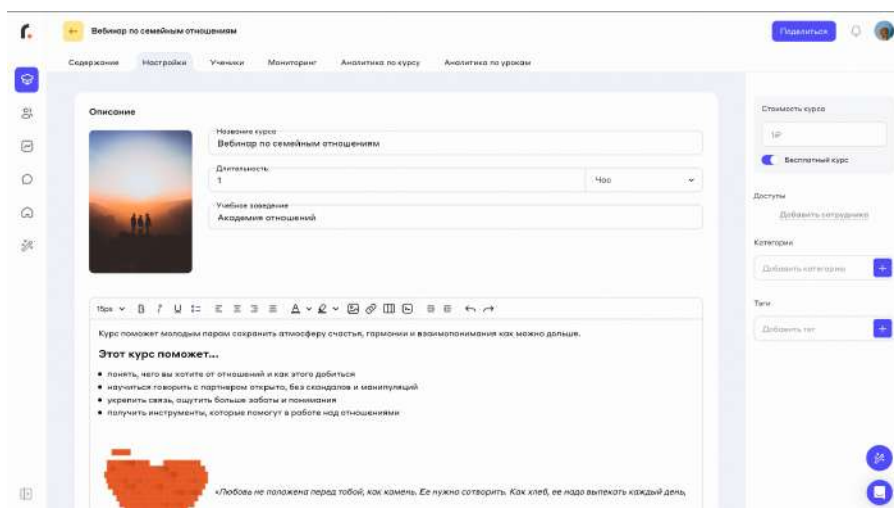 Вебинар по семейным отношениям
Поделиться
Содержание Настройки Ученики Мониторинг Аналитика по курсу Аналитика по урокам
Описание
Название курса
Вебинар по семейным отношениям
Длительность
1 Час
Учебное заведение
Академия отношений
15px
Курс поможет молодым парам сохранить атмосферу счастья, гармонии и взаимопонимания как можно дольше.
Этот курс поможет...
• понять, чего вы хотите от отношений и как этого добиться
• научиться говорить с партнером открыто, без скандалов и манипуляций
• укрепить связь, ощутить больше заботы и понимания
• получить инструменты, которые помогут в работе над отношениями
«Любовь не положена перед тобой, как камень. Ее нужно сотворить. Как хлеб, ее надо выпекать каждый день,
Стоимость курса
1₽
Бесплатный курс
Доступы
Добавить сотрудника
Категории
Добавить категорию
Теги
Добавить тег